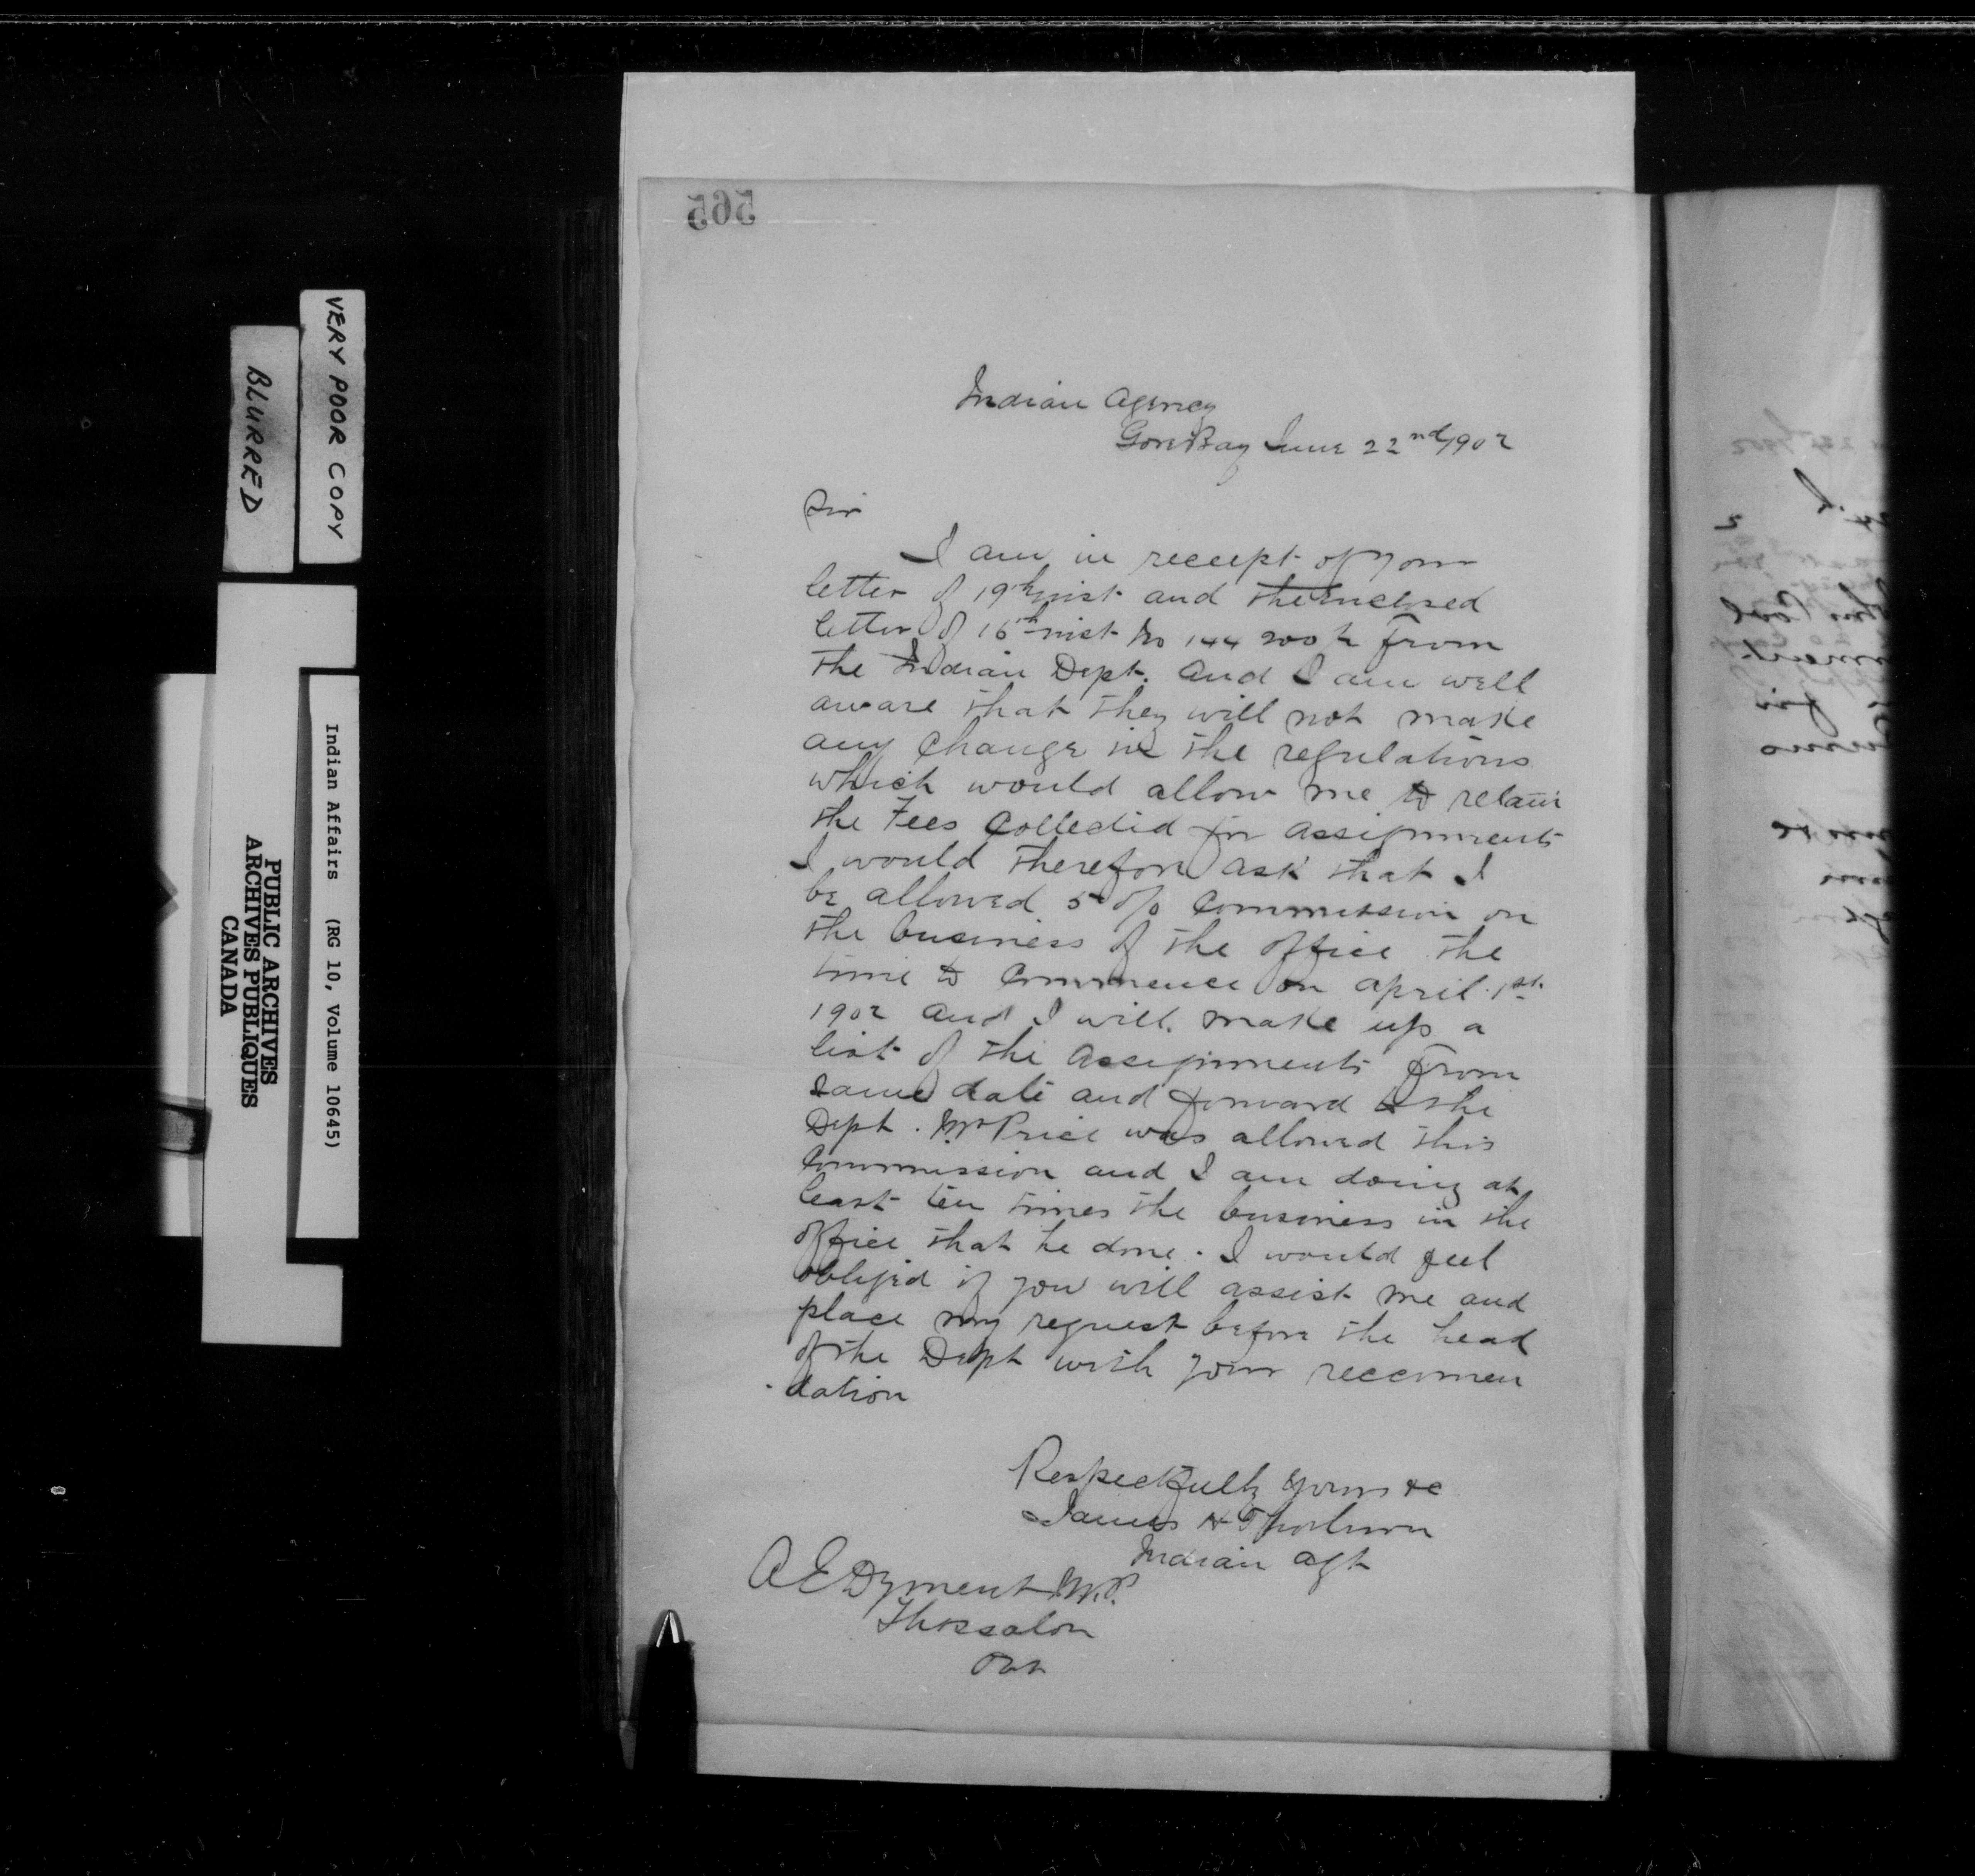 565
Indian Agency
Gore Bay June 22nd 1902
Sir
I am in receipt of your
letter of 19th inst and the enclosed
letter of 16th inst No from
the Indian Dept. and I am well
aware that they will not make
any change in the regulations
which would allow me to retain
the Fees Collected for assignments
I would therefore ask that I
be allowed 5 o/o Commission on
the business of the office the
time to Commence on april 1st
1902 and I will make up a
list of the assignments From
same date and forward to the
Dept. Mr Price was allowed this
Commission and I am doing at
least ten times the business in the
office that he done. I would feel
obliged if you will assist me and
place my request before the head
of the Dept with your recomen
dation
Respectfully Yours &c
James H Thorburn
Indian Agt
A E Dyment M.P.
Thessalon
Ont
VERY POOR COPY
BLURRED
Indian Affairs (RG 10, Volume 10645)
PUBLIC ARCHIVES
ARCHIVES PUBLIQUES
CANADA